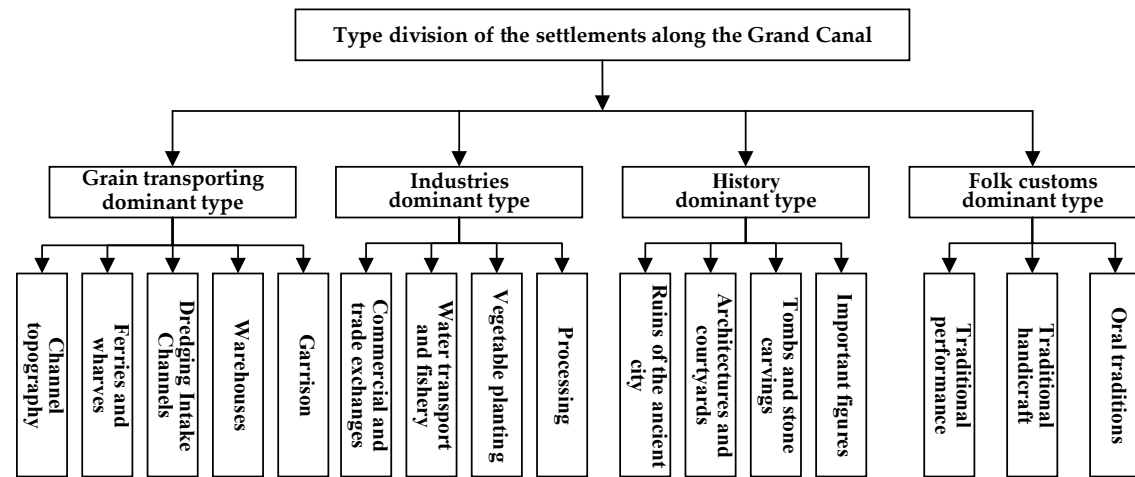 Type division of the settlements along the Grand Canal
Grain transporting
dominant type
Industries
dominant type
History
dominant type
Folk customs
dominant type
Channel
topography
Ferries and
wharves
Dredging Intake
Channels
Warehouses
Garrison
Commercial and
trade exchanges
Water transport
and fishery
Vegetable planting
Processing
Ruins of the ancient
city
Architectures and
courtyards
Tombs and stone
carvings
Important figures
Traditional
performance
Traditional
handicraft
Oral traditions